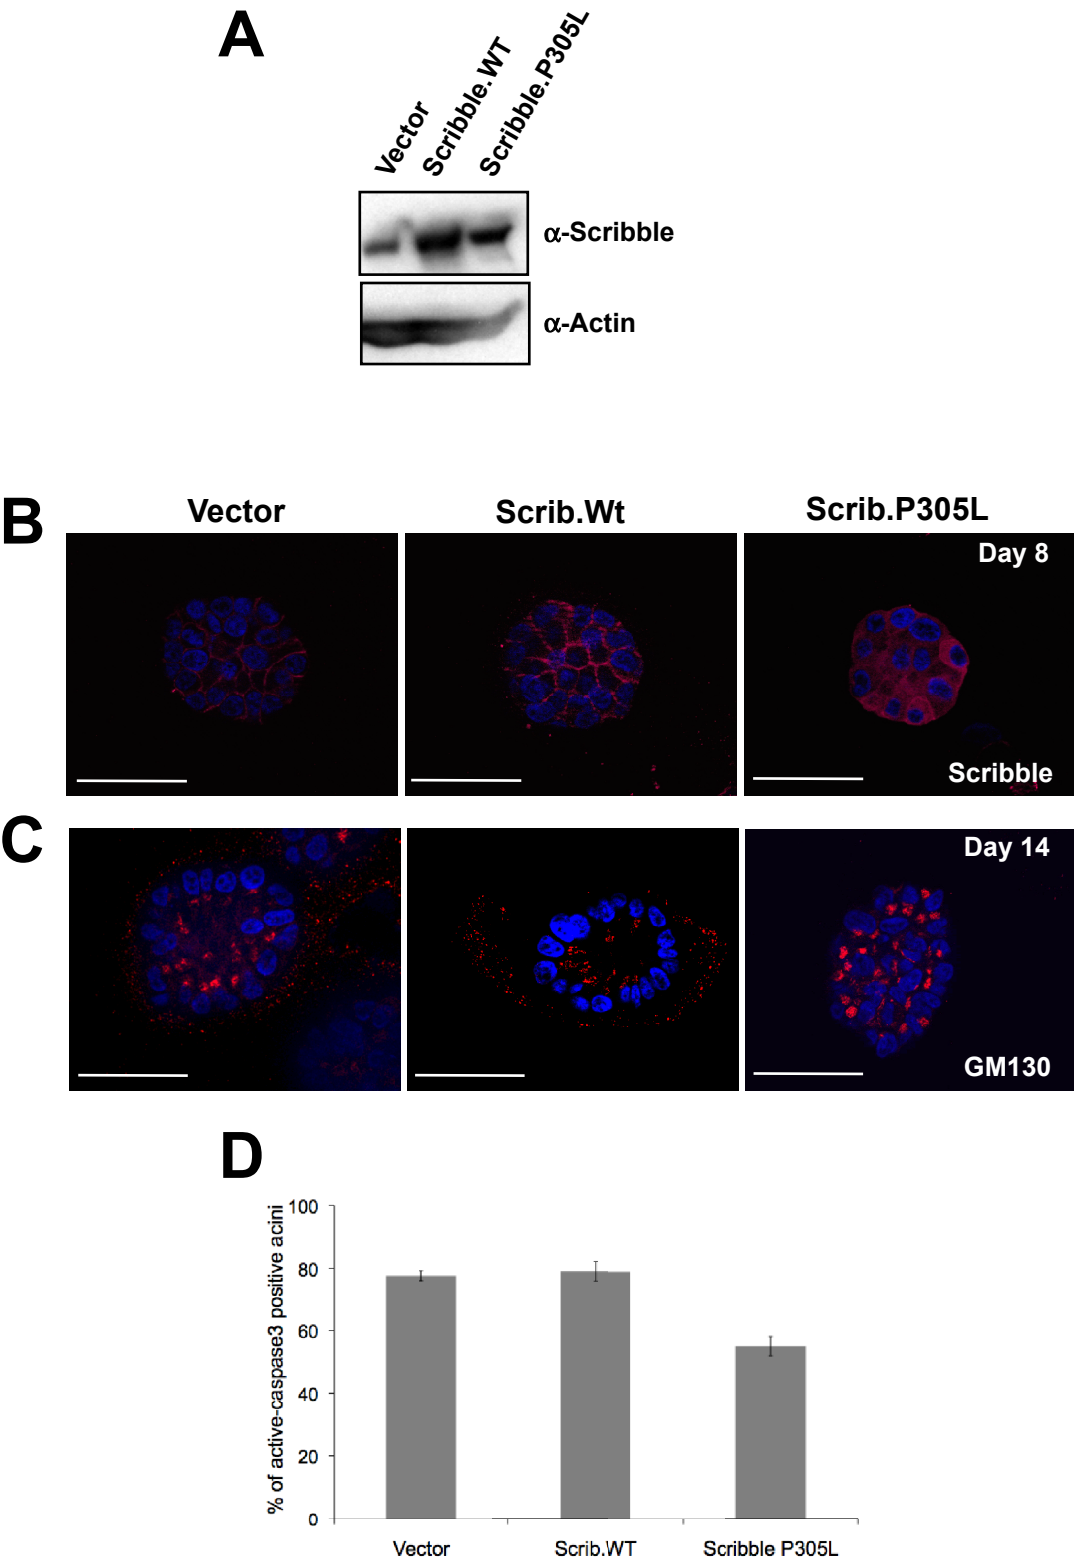 A
Vector
Scribble.WT
Scribble.P305L
α-Scribble
α-Actin
B
Vector
Scrib.Wt
Scrib.P305L
Day 8
Scribble
C
Day 14
GM130
D
% of active-caspase3 positive acini
100
80
60
40
20
0
Vector
Scrib.WT
Scribble P305L